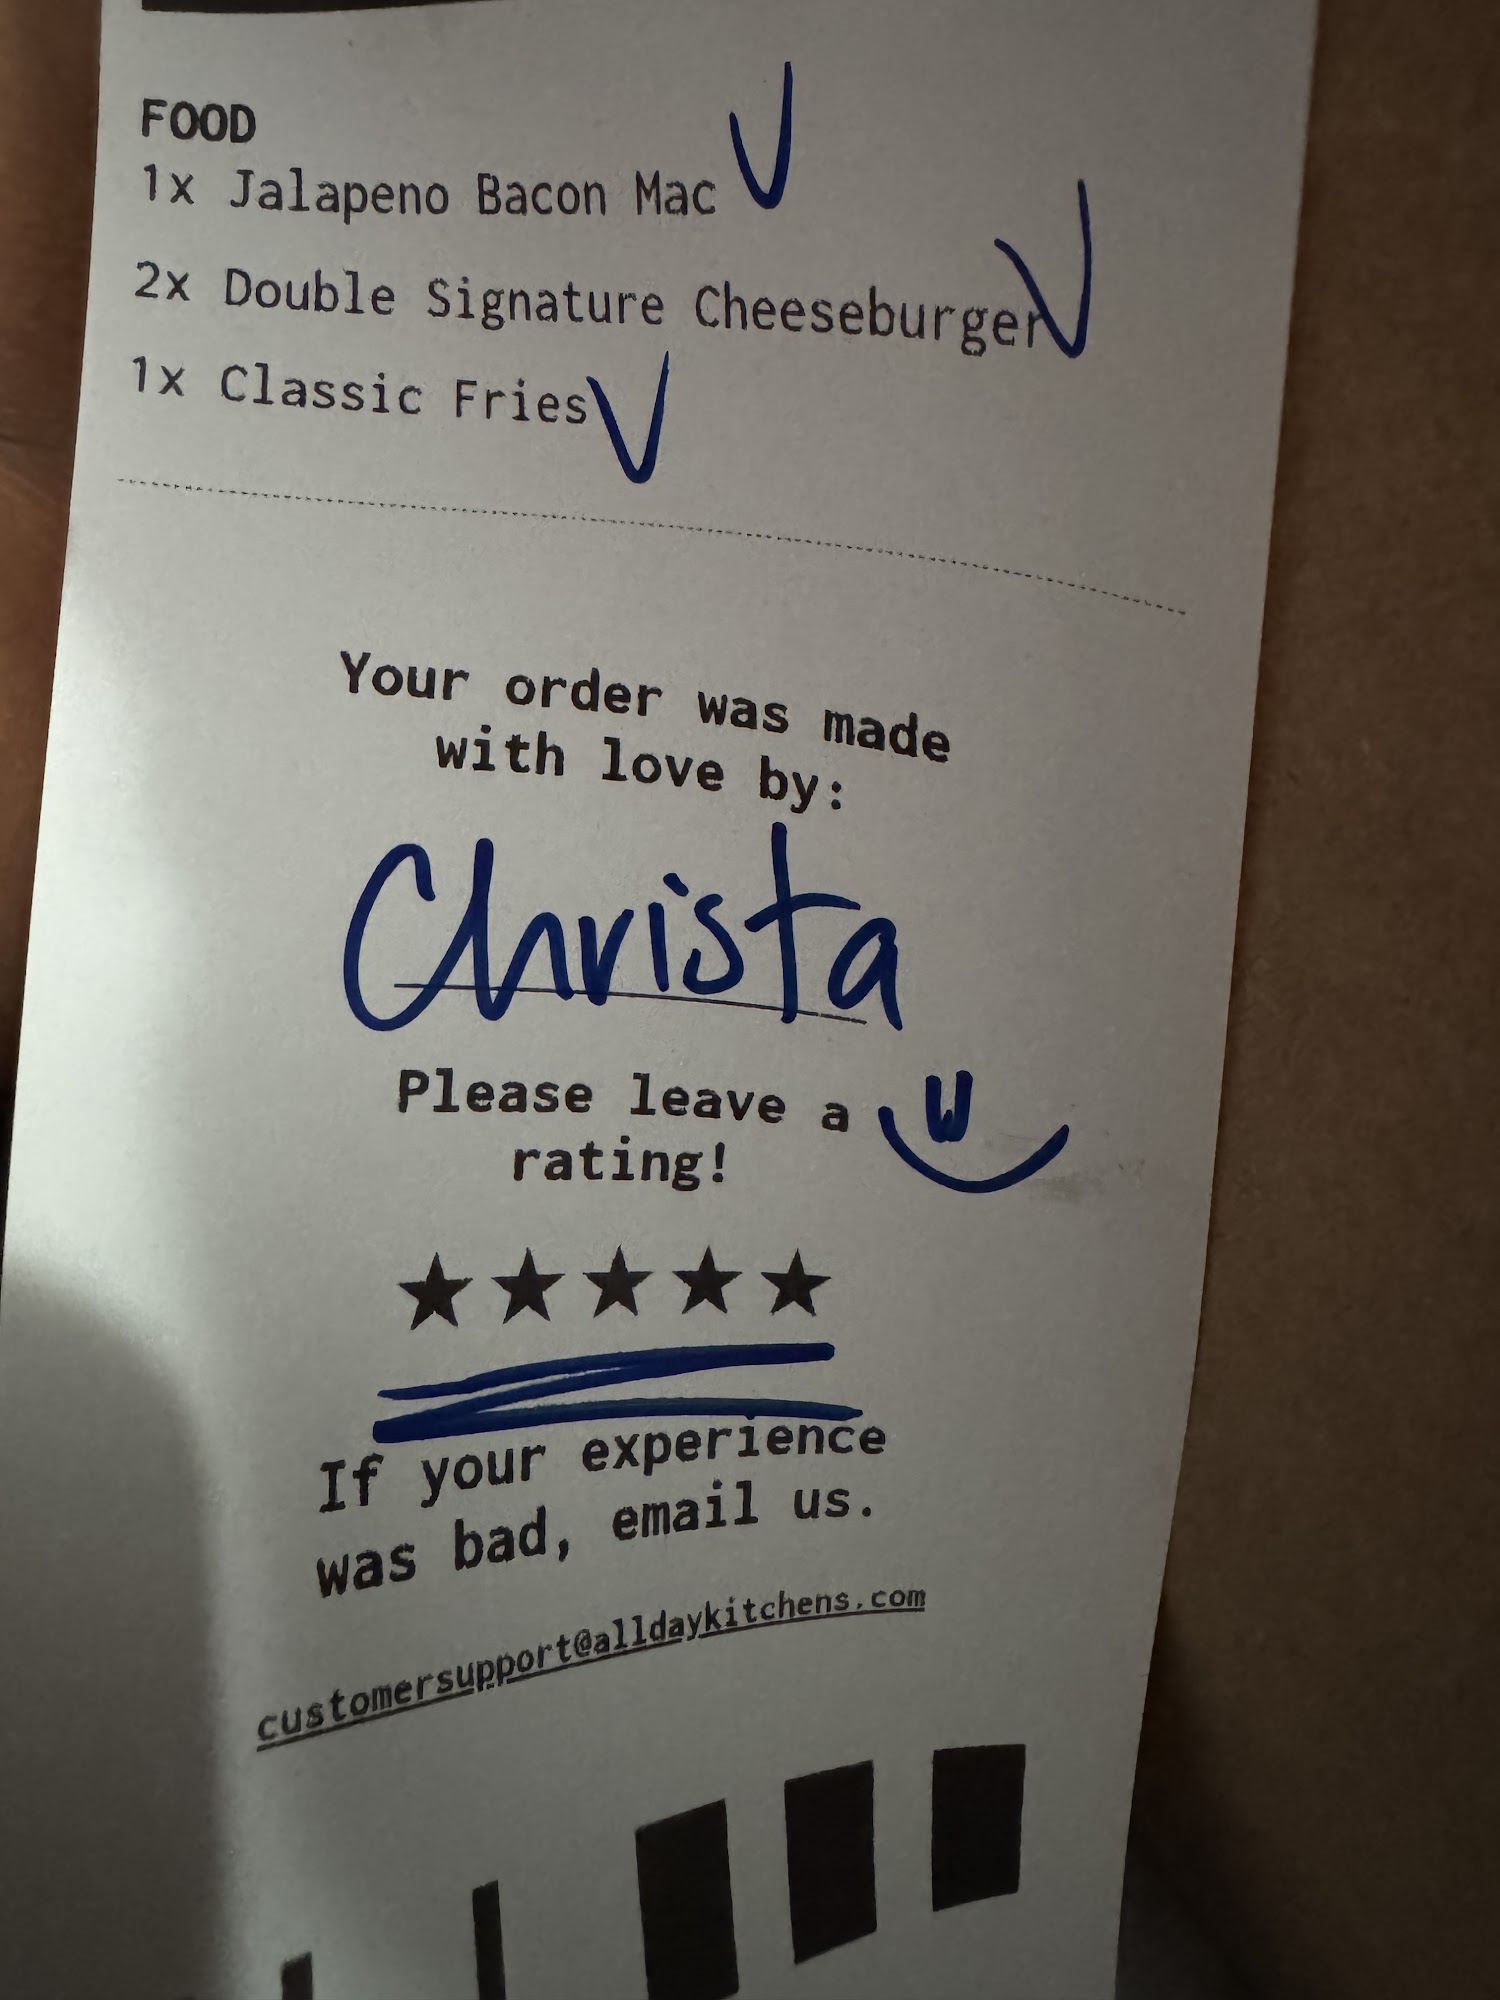 FOOD
1x Jalapeno Bacon Mac
2x Double Signature Cheeseburger
1x Classic Fries
Your order was made
with love by:
Christa
Please leave a
rating!
★★★★★
If your experience
was bad, email us.
customersupport@alldaykitchens.com